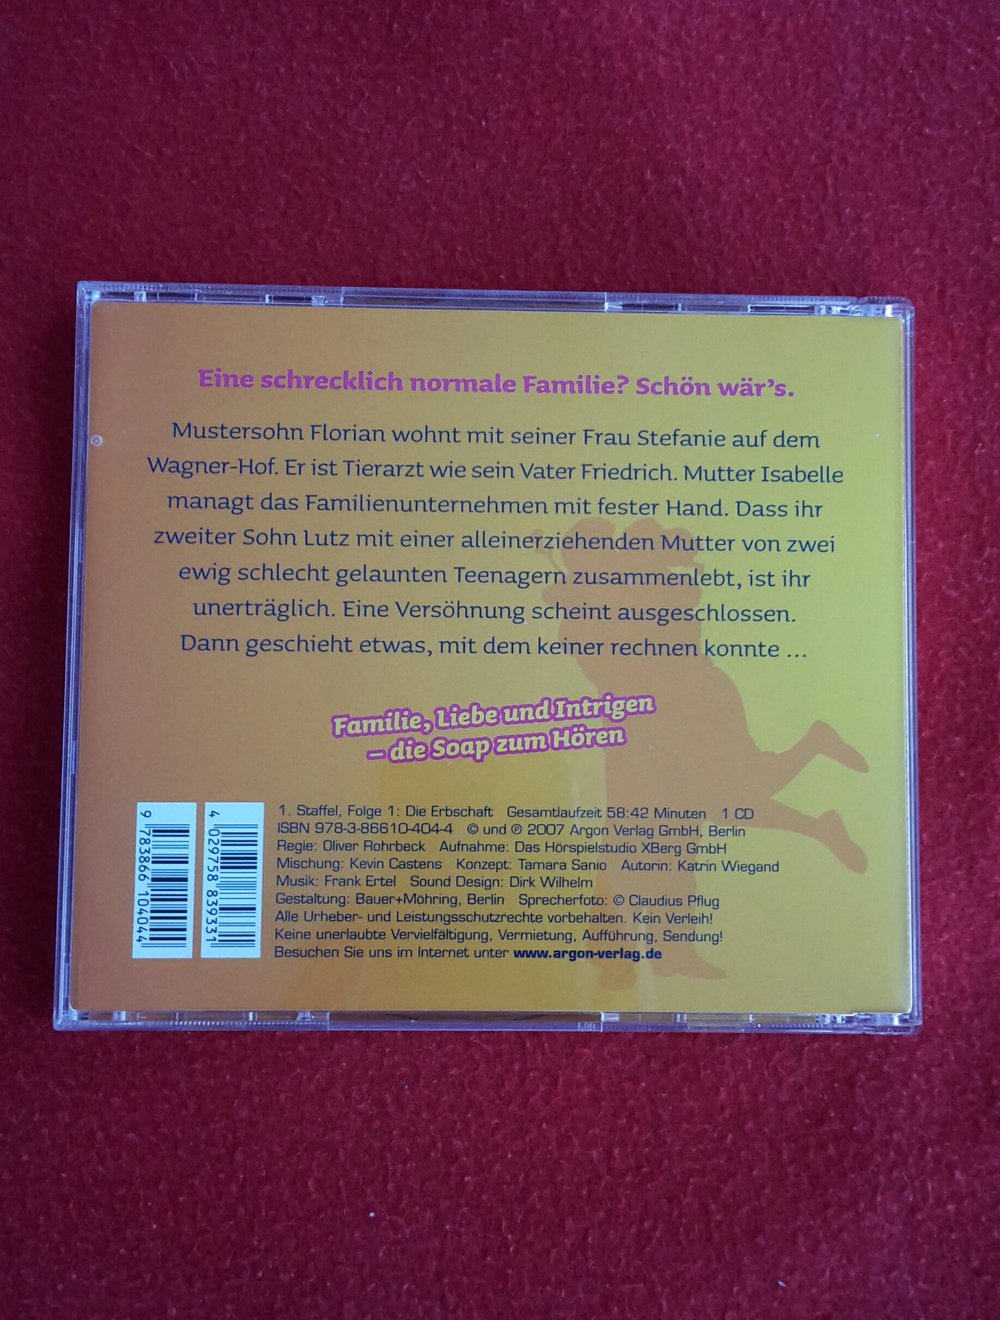 Eine schrecklich normale Familie? Schön wär's.
Mustersohn Florian wohnt mit seiner Frau Stefanie auf dem
Wagner-Hof. Er ist Tierarzt wie sein Vater Friedrich. Mutter Isabelle
managt das Familienunternehmen mit fester Hand. Dass ihr
zweiter Sohn Lutz mit einer alleinerziehenden Mutter von zwei
ewig schlecht gelaunten Teenagern zusammenlebt, ist ihr
unerträglich. Eine Versöhnung scheint ausgeschlossen.
Dann geschieht etwas, mit dem keiner rechnen konnte ...
Familie, Liebe und Intrigen
– die Soap zum Hören
9 783866 104044
4 029758 839331
1. Staffel, Folge 1: Die Erbschaft Gesamtlaufzeit 58:42 Minuten 1 CD
ISBN 978-3-86610-404-4 © und ℗ 2007 Argon Verlag GmbH, Berlin
Regie: Oliver Rohrbeck Aufnahme: Das Hörspielstudio XBerg GmbH
Mischung: Kevin Castens Konzept: Tamara Sanio Autorin: Katrin Wiegand
Musik: Frank Ertel Sound Design: Dirk Wilhelm
Gestaltung: Bauer+Möhring, Berlin Sprecherfoto: © Claudius Pflug
Alle Urheber- und Leistungsschutzrechte vorbehalten. Kein Verleih!
Keine unerlaubte Vervielfältigung, Vermietung, Aufführung, Sendung!
Besuchen Sie uns im Internet unter www.argon-verlag.de